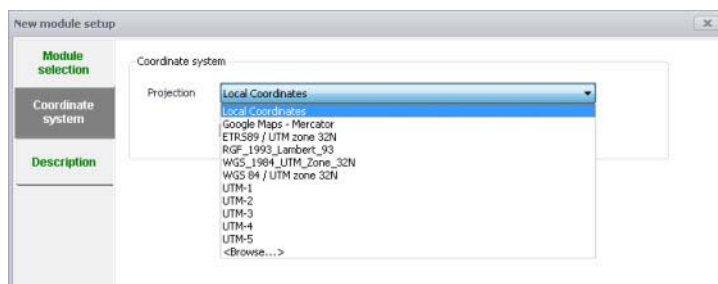 New module setup
Module
selection
Coordinate
system
Description
Coordinate system
Projection
Local Coordinates
Local Coordinates
Google Maps - Mercator
ETRS89 / UTM zone 32N
RGF_1993_Lambert_93
WGS_1984_UTM_Zone_32N
WGS 84 / UTM zone 32N
UTM-1
UTM-2
UTM-3
UTM-4
UTM-5
<Browse...>